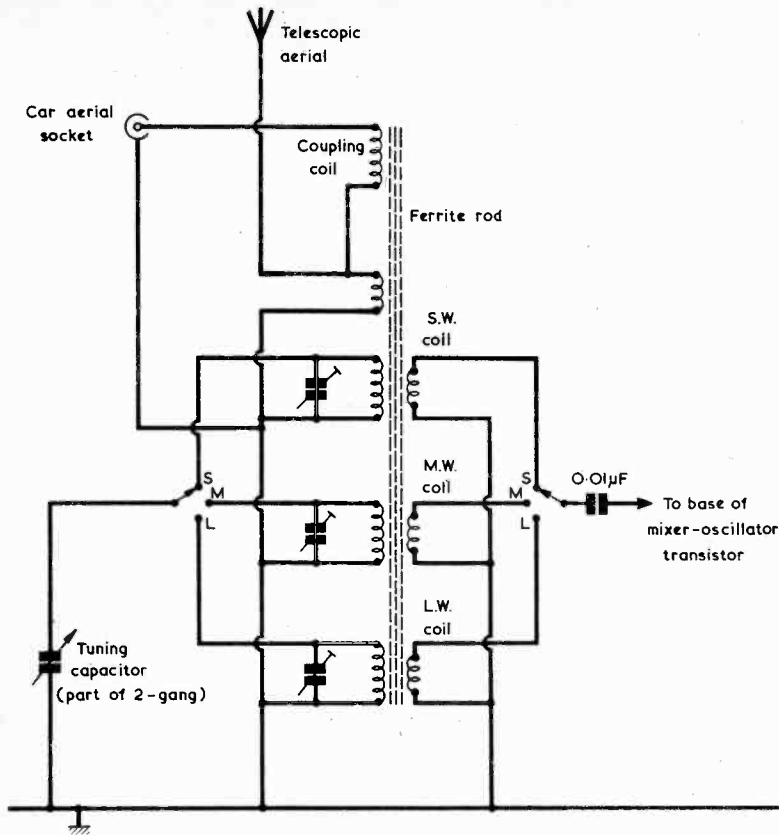 Telescopic
aerial
Car aerial
socket
Coupling
coil
Ferrite rod
S.W.
coil
S
M
L
M.W.
coil
S
M
L
0·01µF
To base of
mixer-oscillator
transistor
L.W.
coil
Tuning
capacitor
(part of 2-gang)